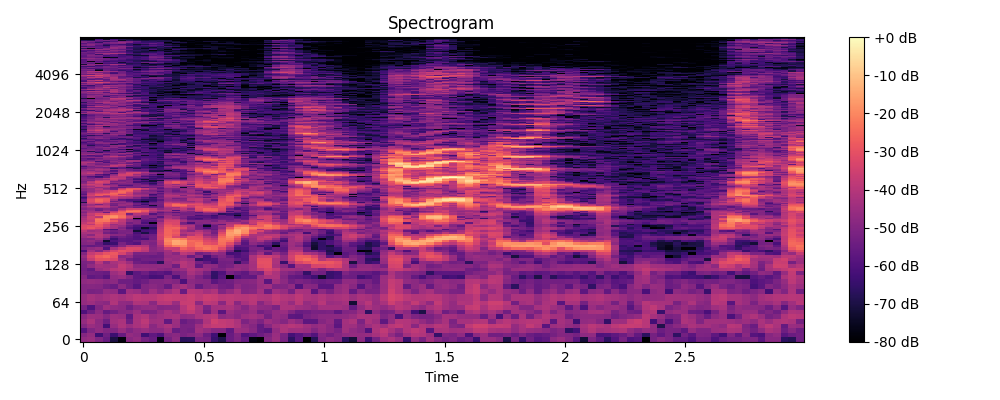 Spectrogram
Hz
4096
2048
1024
512
256
128
64
0
0
0.5
1
1.5
2
2.5
Time
+0 dB
-10 dB
-20 dB
-30 dB
-40 dB
-50 dB
-60 dB
-70 dB
-80 dB